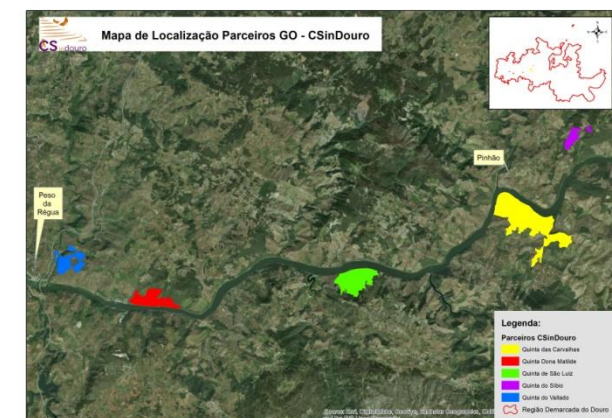 CSinDouro
Mapa de Localização Parceiros GO - CSinDouro
Pinhão
Peso
da
Régua
Legenda:
Parceiros CSinDouro
Quinta das Carvalhas
Quinta Dona Matilde
Quinta de São Luiz
Quinta do Síbio
Quinta do Vallado
Região Demarcada do Douro